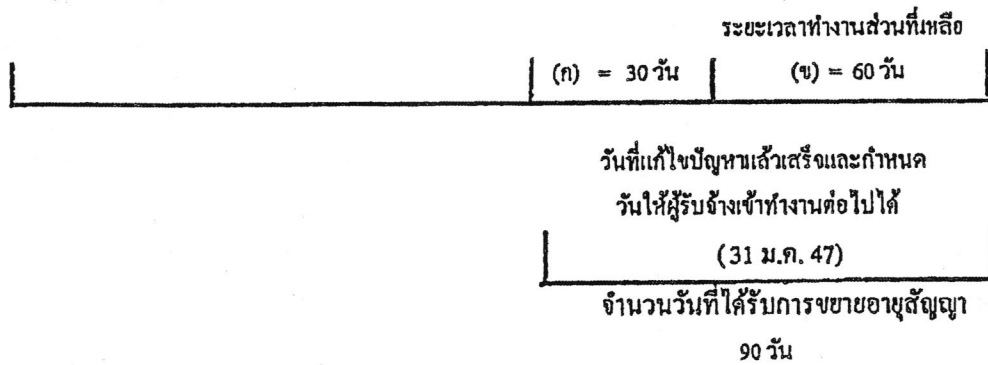 ระยะเวลาทำงานส่วนที่เหลือ
(ก) = 30 วัน (ข) = 60 วัน
วันที่แก้ไขปัญหาแล้วเสร็จและกำหนด
วันให้ผู้รับจ้างเข้าทำงานต่อไปได้
(31 ม.ค. 47)
จำนวนวันที่ได้รับการขยายอายุสัญญา
90 วัน